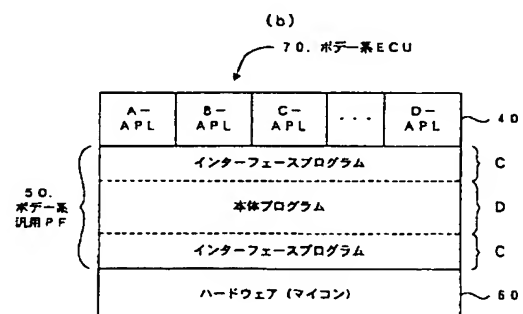 (b)
70. ボデー系ECU
A－
APL
B－
APL
C－
APL
・・・
D－
APL
40
インターフェースプログラム
C
50.
ボデー系
汎用PF
本体プログラム
D
インターフェースプログラム
C
ハードウェア（マイコン）
60